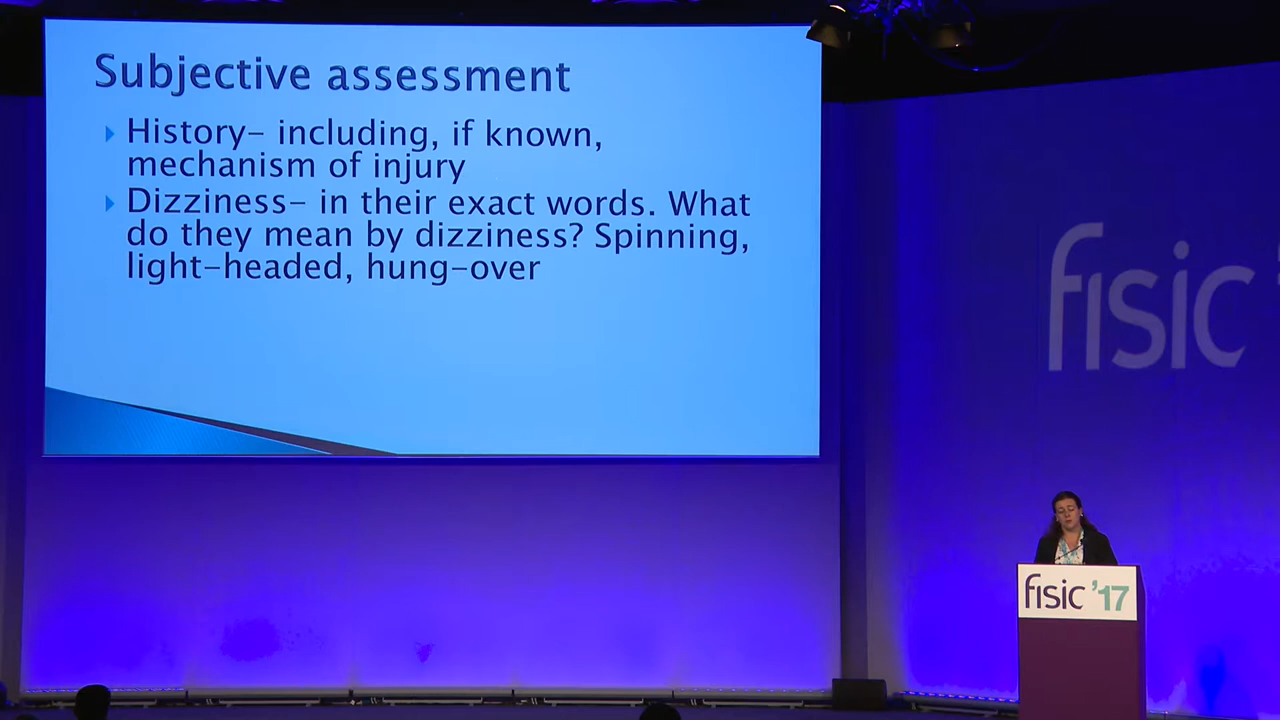 Subjective assessment
History- including, if known,
mechanism of injury
Dizziness- in their exact words. What
do they mean by dizziness? Spinning,
light-headed, hung-over
fisic
fisic '17